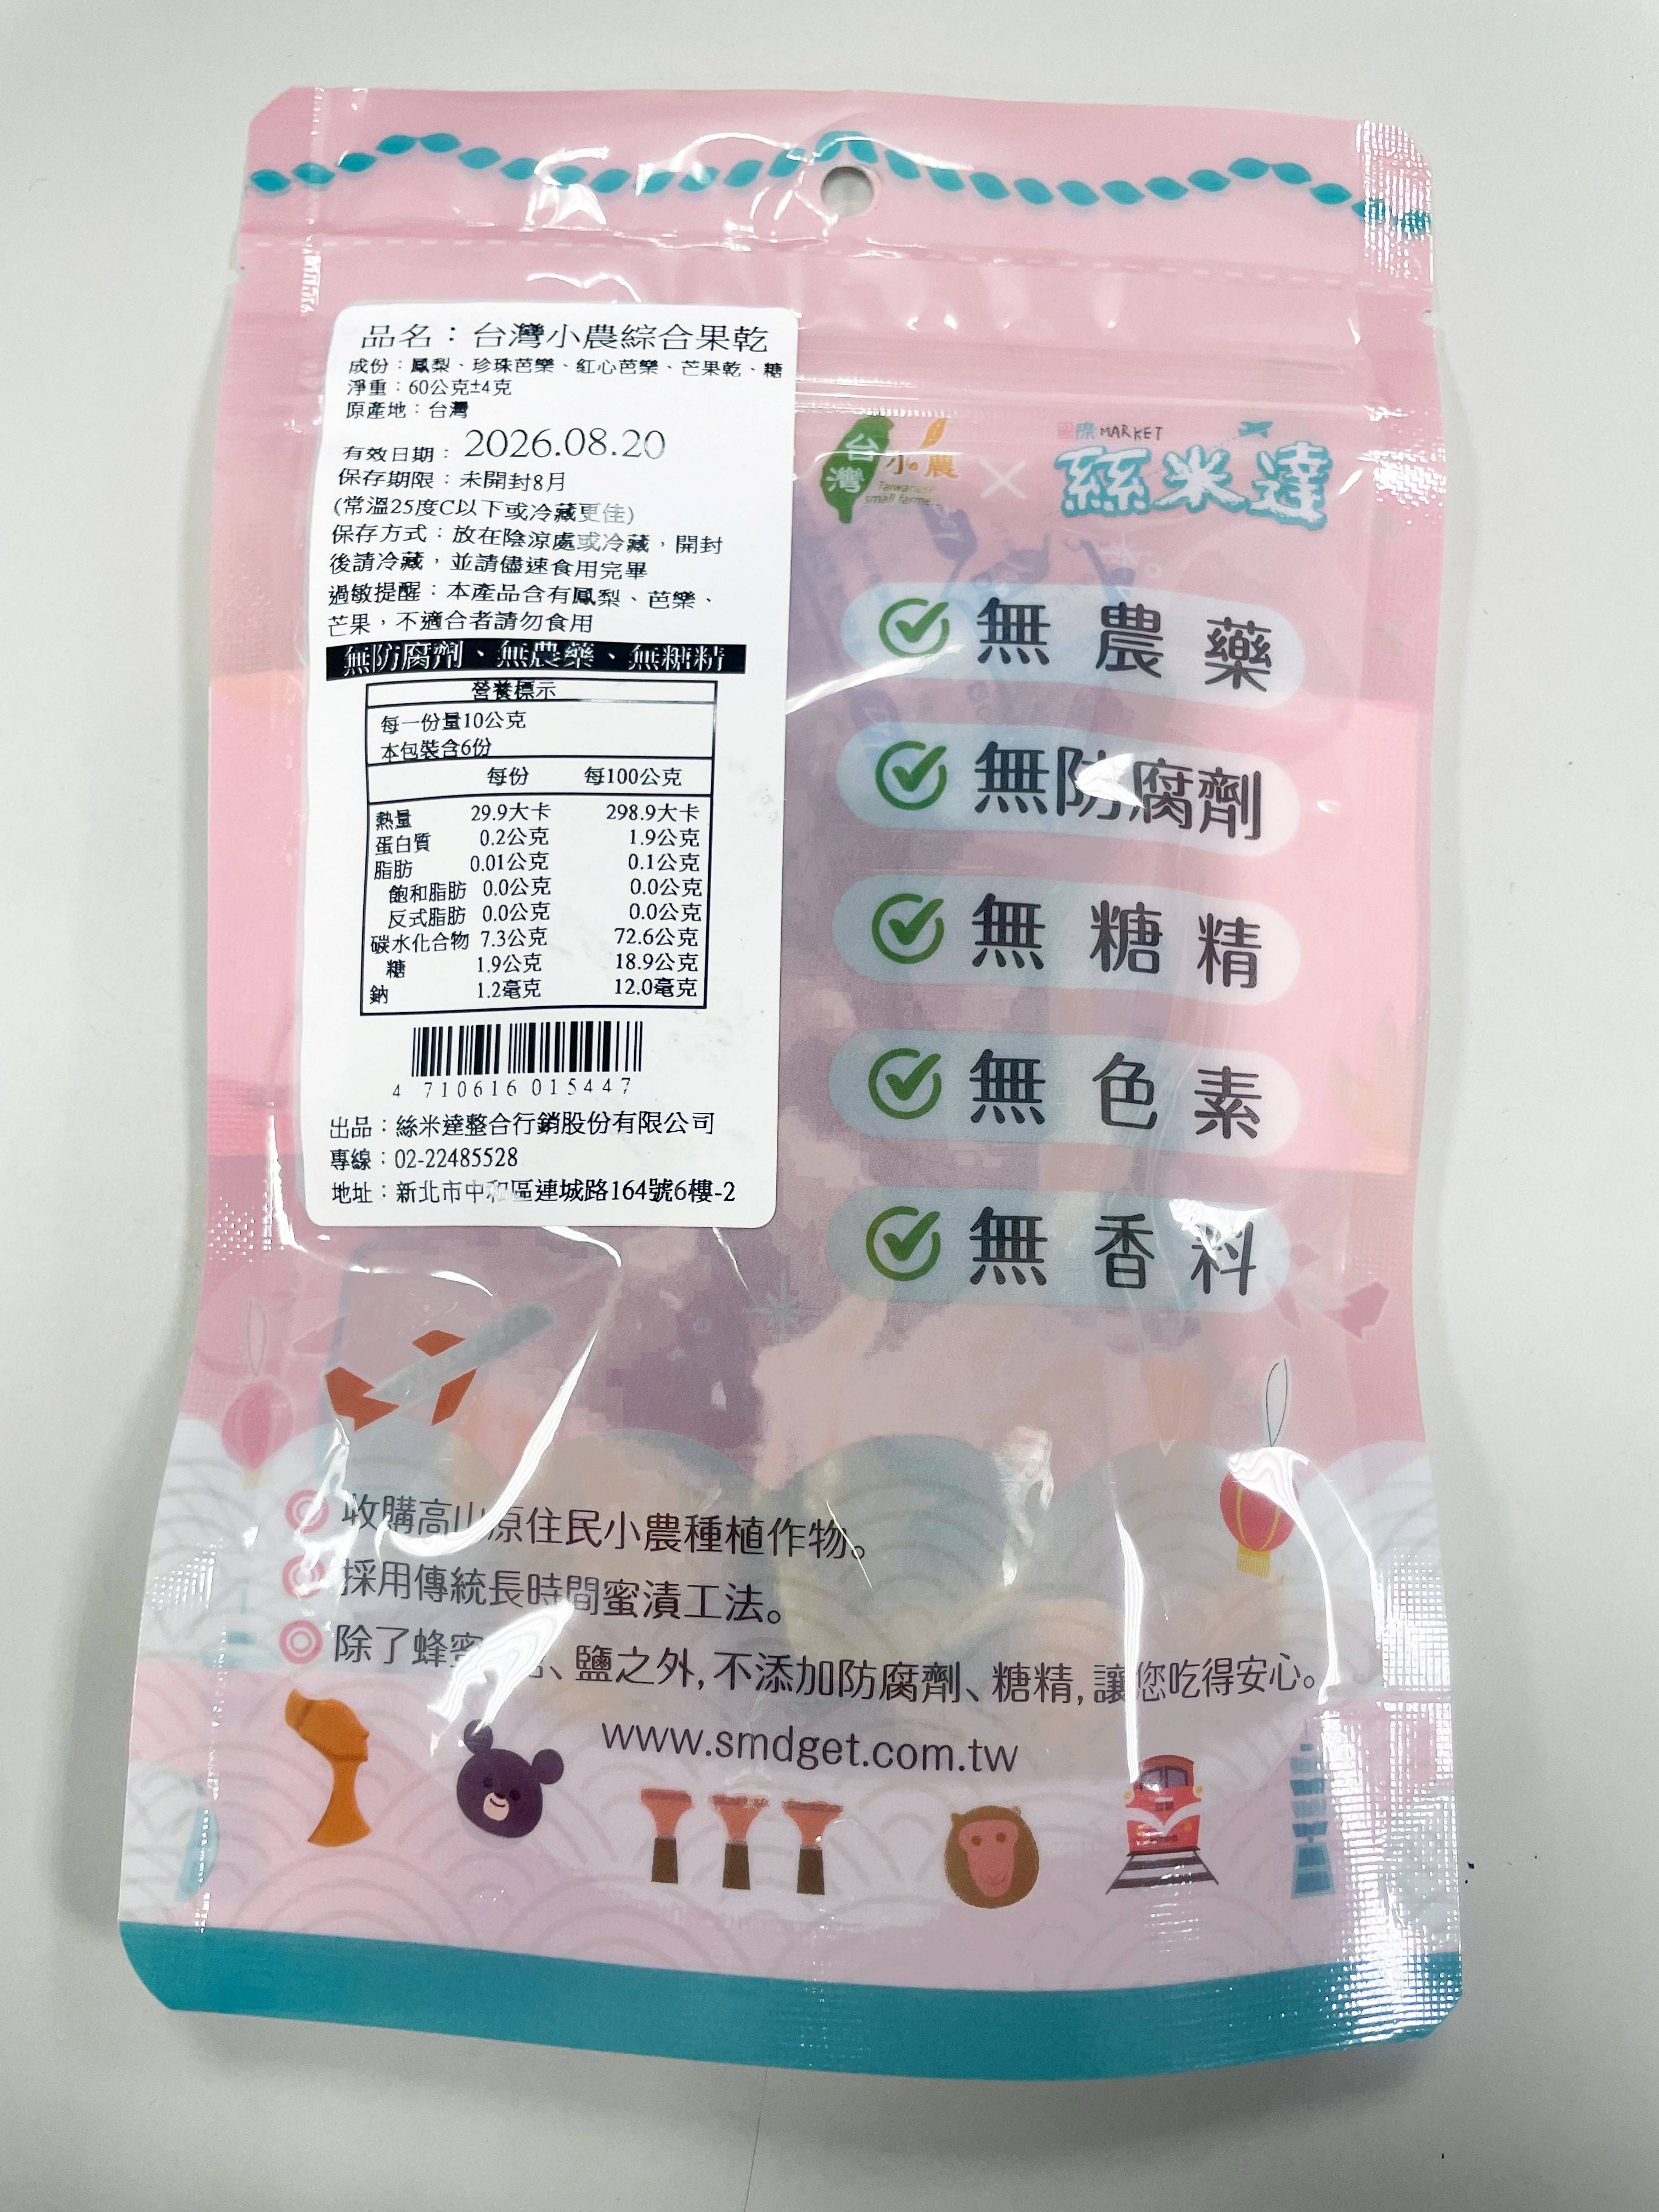 品名：台灣小農綜合果乾
成份：鳳梨、珍珠芭樂、紅心芭樂、芒果乾、糖
淨重：60公克±4克
原產地：台灣
有效日期：2026.08.20
保存期限：未開封8月
(常溫25度C以下或冷藏更佳)
保存方式：放在陰涼處或冷藏，開封
後請冷藏，並請儘速食用完畢
過敏提醒：本產品含有鳳梨、芭樂、
芒果，不適合者請勿食用
無防腐劑、無農藥、無糖精
營養標示
每一份量10公克
本包裝含6份
每份 每100公克
熱量 29.9大卡 298.9大卡
蛋白質 0.2公克 1.9公克
脂肪 0.01公克 0.1公克
飽和脂肪 0.0公克 0.0公克
反式脂肪 0.0公克 0.0公克
碳水化合物 7.3公克 72.6公克
糖 1.9公克 18.9公克
鈉 1.2毫克 12.0毫克
4 710616 015447
出品：絲米達整合行銷股份有限公司
專線：02-22485528
地址：新北市中和區連城路164號6樓-2
台灣小農
Taiwanese
small farmers
×
MARKET
絲米達
無農藥
無防腐劑
無糖精
無色素
無香料
收購高山原住民小農種植作物。
採用傳統長時間蜜漬工法。
除了蜂蜜、鹽之外，不添加防腐劑、糖精，讓您吃得安心。
www.smdget.com.tw